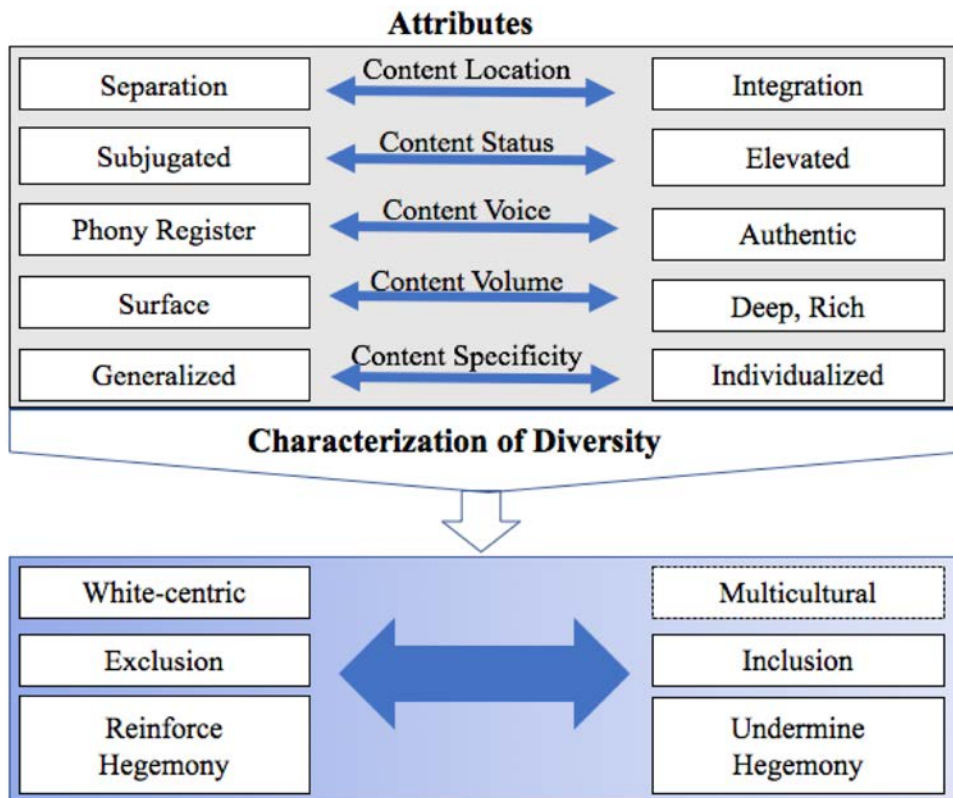 Attributes
Separation
Content Location
Integration
Subjugated
Content Status
Elevated
Phony Register
Content Voice
Authentic
Surface
Content Volume
Deep, Rich
Generalized
Content Specificity
Individualized
Characterization of Diversity
White-centric
Multicultural
Exclusion
Inclusion
Reinforce
Hegemony
Undermine
Hegemony